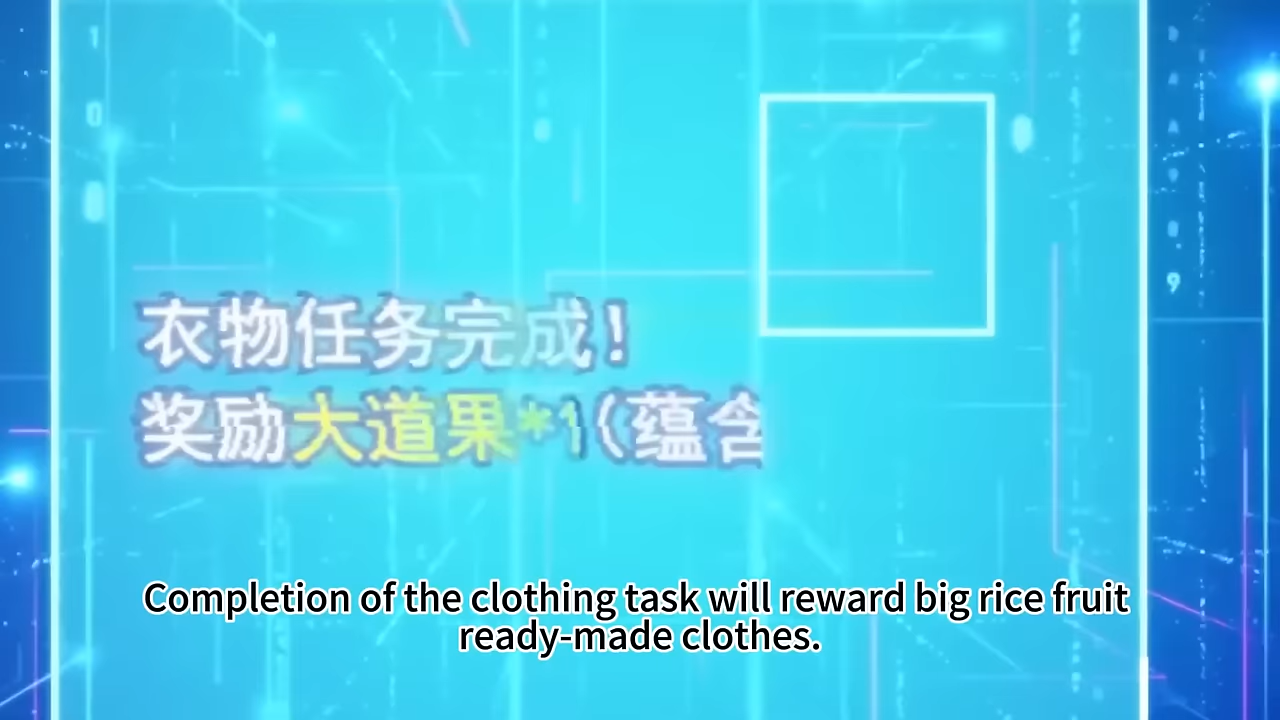 衣物任务完成！
奖励大道果*1（蕴含
Completion of the clothing task will reward big rice fruit
ready-made clothes.